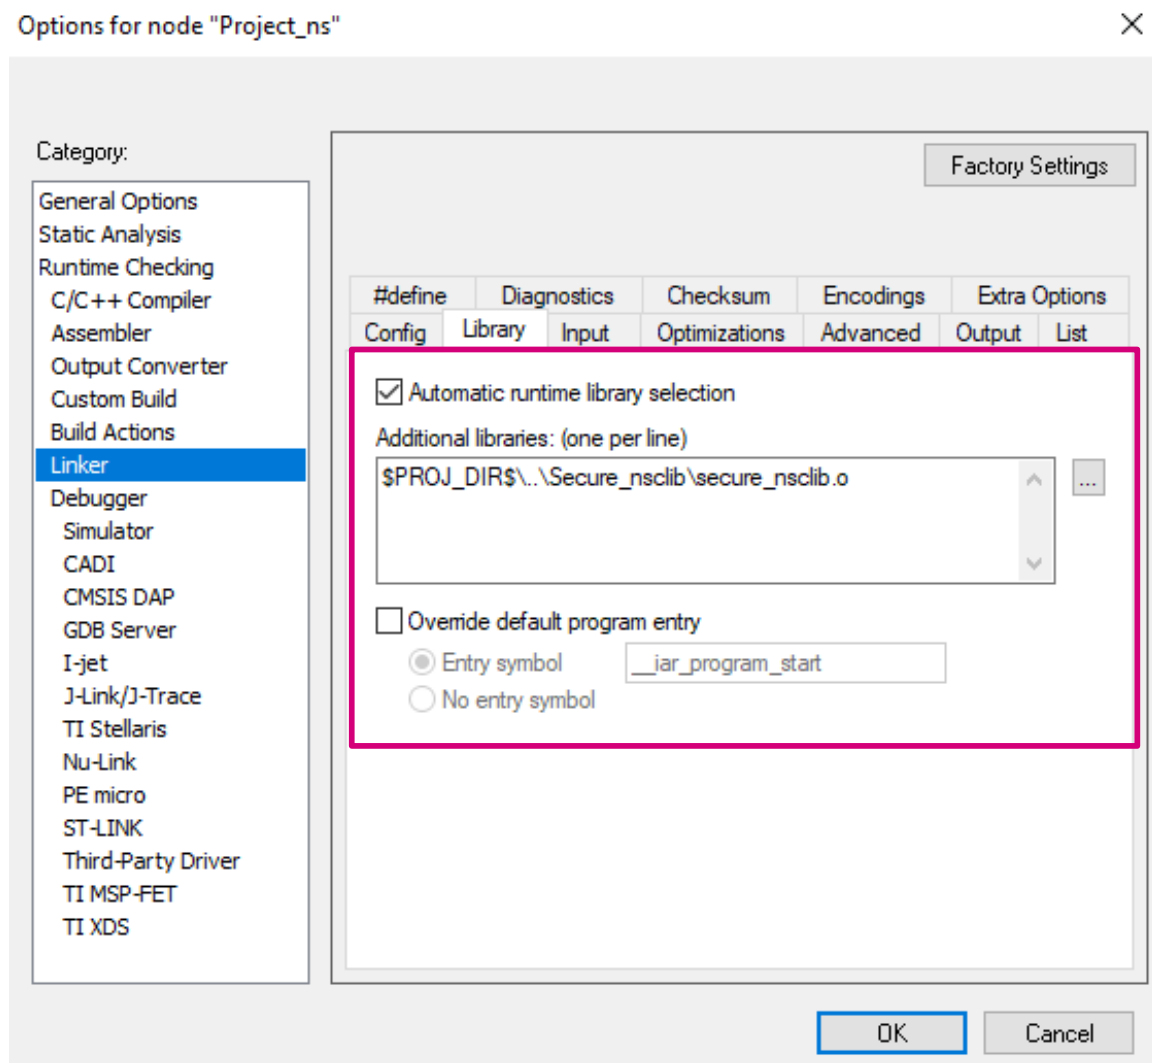 Options for node "Project_ns"
Category:
General Options
Static Analysis
Runtime Checking
C/C++ Compiler
Assembler
Output Converter
Custom Build
Build Actions
Linker
Debugger
Simulator
CADI
CMSIS DAP
GDB Server
I-jet
J-Link/J-Trace
TI Stellaris
Nu-Link
PE micro
ST-LINK
Third-Party Driver
TI MSP-FET
TI XDS
Factory Settings
#define Diagnostics Checksum Encodings Extra Options
Config Library Input Optimizations Advanced Output List
Automatic runtime library selection
Additional libraries: (one per line)
$PROJ_DIR$\..\Secure_nsclib\secure_nsclib.o
...
Override default program entry
Entry symbol __iar_program_start
No entry symbol
OK Cancel